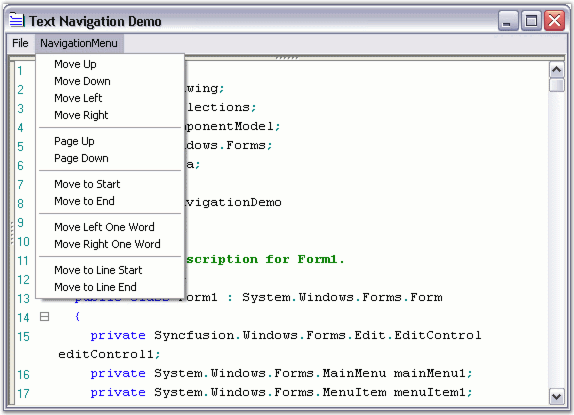 Text Navigation Demo
File NavigationMenu
Move Up
Move Down
Move Left
Move Right
Page Up
Page Down
Move to Start
Move to End
Move Left One Word
Move Right One Word
Move to Line Start
Move to Line End
1
2 wing;
3 llections;
4 mponentModel;
5 ndows.Forms;
6 a;
7
8 vigationDemo
9
10
11 scription for Form1.
12
13 public class Form1 : System.Windows.Forms.Form
14 {
15 private Syncfusion.Windows.Forms.Edit.EditControl
editControl1;
16 private System.Windows.Forms.MainMenu mainMenu1;
17 private System.Windows.Forms.MenuItem menuItem1;